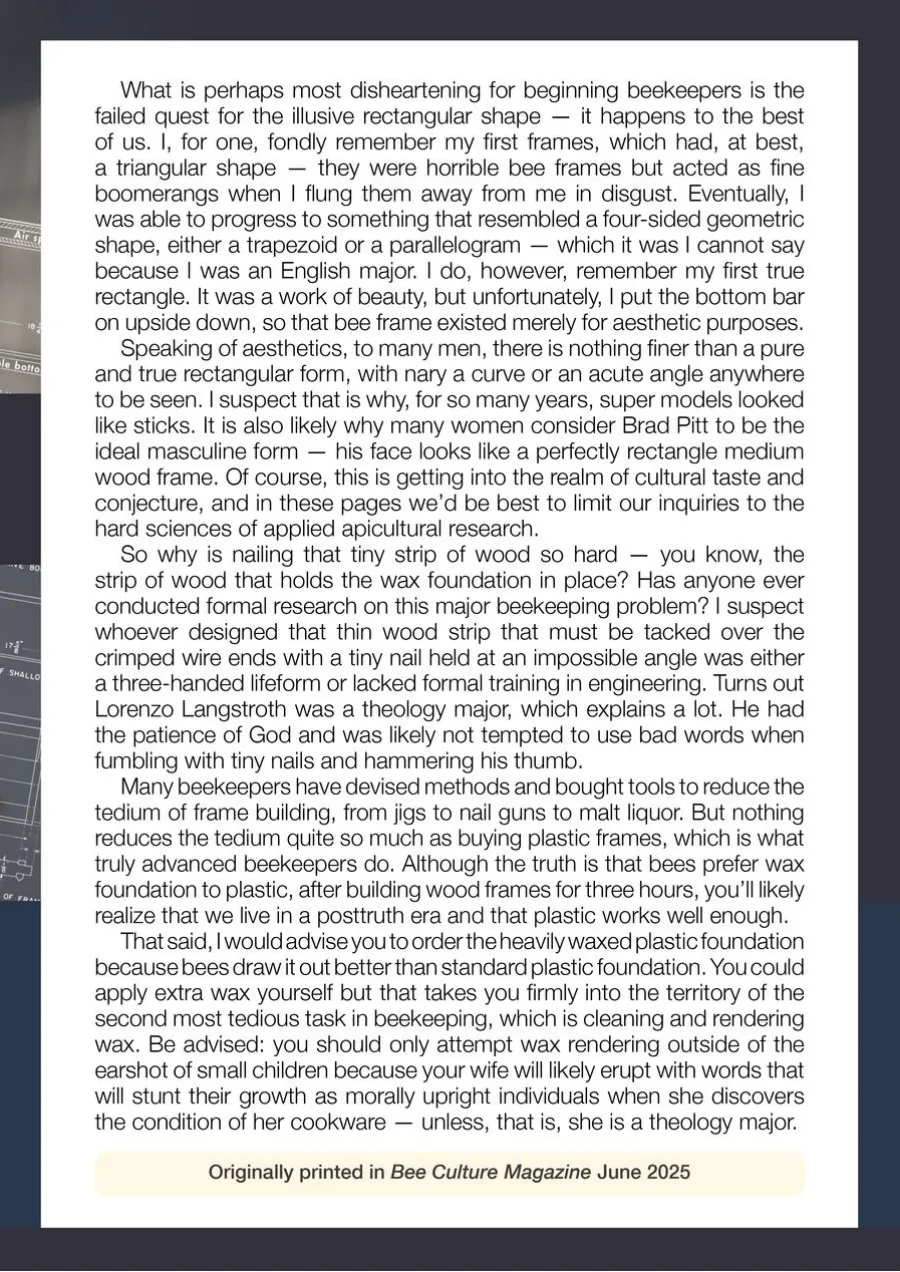 What is perhaps most disheartening for beginning beekeepers is the
failed quest for the illusive rectangular shape — it happens to the best
of us. I, for one, fondly remember my first frames, which had, at best,
a triangular shape — they were horrible bee frames but acted as fine
boomerangs when I flung them away from me in disgust. Eventually, I
was able to progress to something that resembled a four-sided geometric
shape, either a trapezoid or a parallelogram — which it was I cannot say
because I was an English major. I do, however, remember my first true
rectangle. It was a work of beauty, but unfortunately, I put the bottom bar
on upside down, so that bee frame existed merely for aesthetic purposes.
Speaking of aesthetics, to many men, there is nothing finer than a pure
and true rectangular form, with nary a curve or an acute angle anywhere
to be seen. I suspect that is why, for so many years, super models looked
like sticks. It is also likely why many women consider Brad Pitt to be the
ideal masculine form — his face looks like a perfectly rectangle medium
wood frame. Of course, this is getting into the realm of cultural taste and
conjecture, and in these pages we’d be best to limit our inquiries to the
hard sciences of applied apicultural research.
So why is nailing that tiny strip of wood so hard — you know, the
strip of wood that holds the wax foundation in place? Has anyone ever
conducted formal research on this major beekeeping problem? I suspect
whoever designed that thin wood strip that must be tacked over the
crimped wire ends with a tiny nail held at an impossible angle was either
a three-handed lifeform or lacked formal training in engineering. Turns out
Lorenzo Langstroth was a theology major, which explains a lot. He had
the patience of God and was likely not tempted to use bad words when
fumbling with tiny nails and hammering his thumb.
Many beekeepers have devised methods and bought tools to reduce the
tedium of frame building, from jigs to nail guns to malt liquor. But nothing
reduces the tedium quite so much as buying plastic frames, which is what
truly advanced beekeepers do. Although the truth is that bees prefer wax
foundation to plastic, after building wood frames for three hours, you’ll likely
realize that we live in a posttruth era and that plastic works well enough.
That said, I would advise you to order the heavily waxed plastic foundation
because bees draw it out better than standard plastic foundation. You could
apply extra wax yourself but that takes you firmly into the territory of the
second most tedious task in beekeeping, which is cleaning and rendering
wax. Be advised: you should only attempt wax rendering outside of the
earshot of small children because your wife will likely erupt with words that
will stunt their growth as morally upright individuals when she discovers
the condition of her cookware — unless, that is, she is a theology major.
Originally printed in Bee Culture Magazine June 2025
Air
18
botto
17 5/8
SHALLO
OF